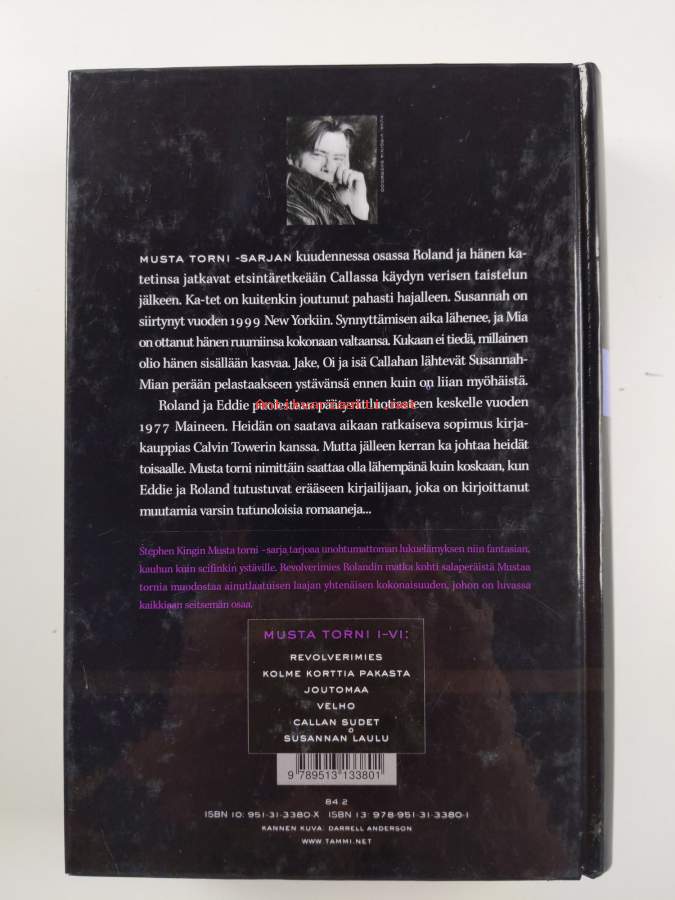 MUSTA TORNI -SARJAN kuudennessa osassa Roland ja hänen ka-
tetinsa jatkavat etsintäretkeään Callassa käydyn verisen taistelun
jälkeen. Ka-tet on kuitenkin joutunut pahasti hajalleen. Susannah on
siirtynyt vuoden 1999 New Yorkiin. Synnyttämisen aika lähenee, ja Mia
on ottanut hänen ruumiinsa kokonaan valtaansa. Kukaan ei tiedä, millainen
olio hänen sisällään kasvaa. Jake, Oi ja isä Callahan lähtevät Susannah-
Mian perään pelastaakseen ystävänsä ennen kuin on liian myöhäistä.
Roland ja Eddie puolestaan päätyvät luotisateen keskelle vuoden
1977 Maineen. Heidän on saatava aikaan ratkaiseva sopimus kirja-
kauppias Calvin Towerin kanssa. Mutta jälleen kerran ka johtaa heidät
toisaalle. Musta torni nimittäin saattaa olla lähempänä kuin koskaan, kun
Eddie ja Roland tutustuvat erääseen kirjailijaan, joka on kirjoittanut
muutamia varsin tutunoloisia romaaneja...
Stephen Kingin Musta torni -sarja tarjoaa unohtumattoman lukuelämyksen niin fantasian,
kauhun kuin scifinkin ystäville. Revolverimies Rolandin matka kohti salaperäistä Mustaa
tornia muodostaa ainutlaatuisen laajan yhtenäisen kokonaisuuden, johon on luvassa
kaikkiaan seitsemän osaa.
MUSTA TORNI I-VI:
REVOLVERIMIES
KOLME KORTTIA PAKASTA
JOUTOMAA
VELHO
CALLAN SUDET
SUSANNAN LAULU
9 789513 133801
84.2
ISBN 10: 951-31-3380-X ISBN 13: 978-951-31-3380-1
KANNEN KUVA: DARRELL ANDERSON
WWW.TAMMI.NET